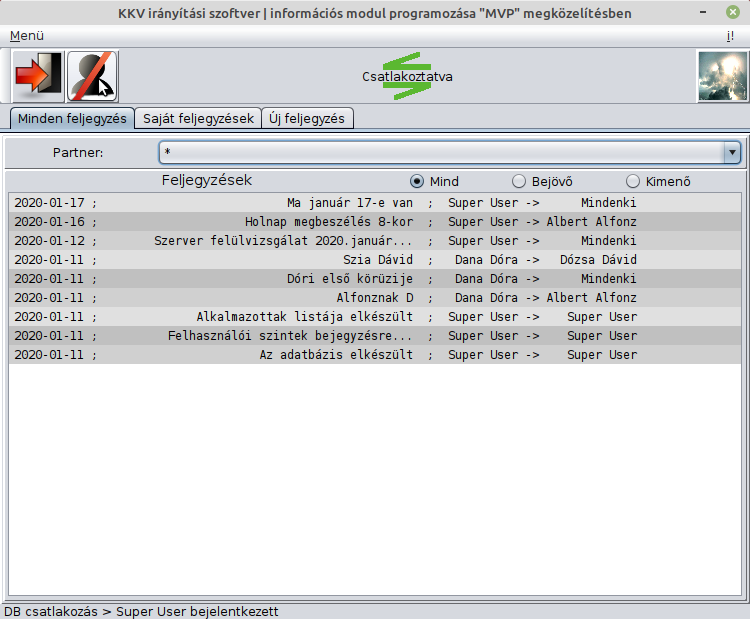 KKV irányítási szoftver | információs modul programozása "MVP" megközelítésben
Menü i!
Csatlakoztatva
Minden feljegyzés Saját feljegyzések Új feljegyzés
Partner: *
Feljegyzések Mind Bejövő Kimenő
2020-01-17 ; Ma január 17-e van ; Super User -> Mindenki
2020-01-16 ; Holnap megbeszélés 8-kor ; Super User -> Albert Alfonz
2020-01-12 ; Szerver felülvizsgálat 2020.január... ; Super User -> Mindenki
2020-01-11 ; Szia Dávid ; Dana Dóra -> Dózsa Dávid
2020-01-11 ; Dóri első körüzije ; Dana Dóra -> Mindenki
2020-01-11 ; Alfonznak D ; Dana Dóra -> Albert Alfonz
2020-01-11 ; Alkalmazottak listája elkészült ; Super User -> Super User
2020-01-11 ; Felhasználói szintek bejegyzésre... ; Super User -> Super User
2020-01-11 ; Az adatbázis elkészült ; Super User -> Super User
DB csatlakozás > Super User bejelentkezett